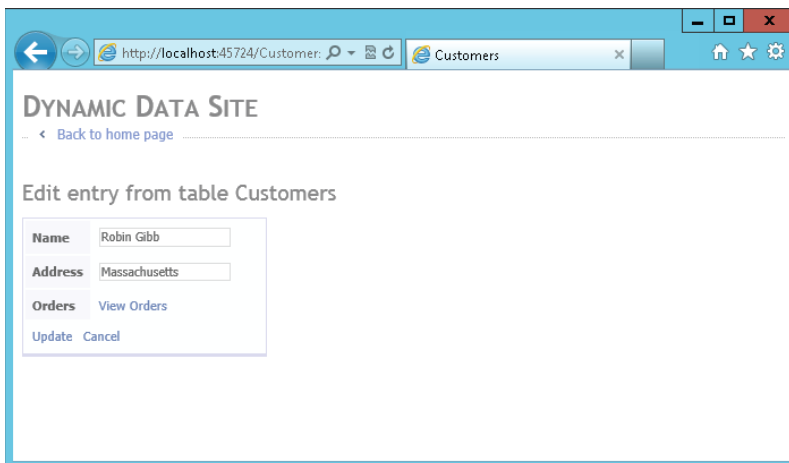 http://localhost:45724/Customer:
Customers
DYNAMIC DATA SITE
Back to home page
Edit entry from table Customers
Name Robin Gibb
Address Massachusetts
Orders View Orders
Update Cancel